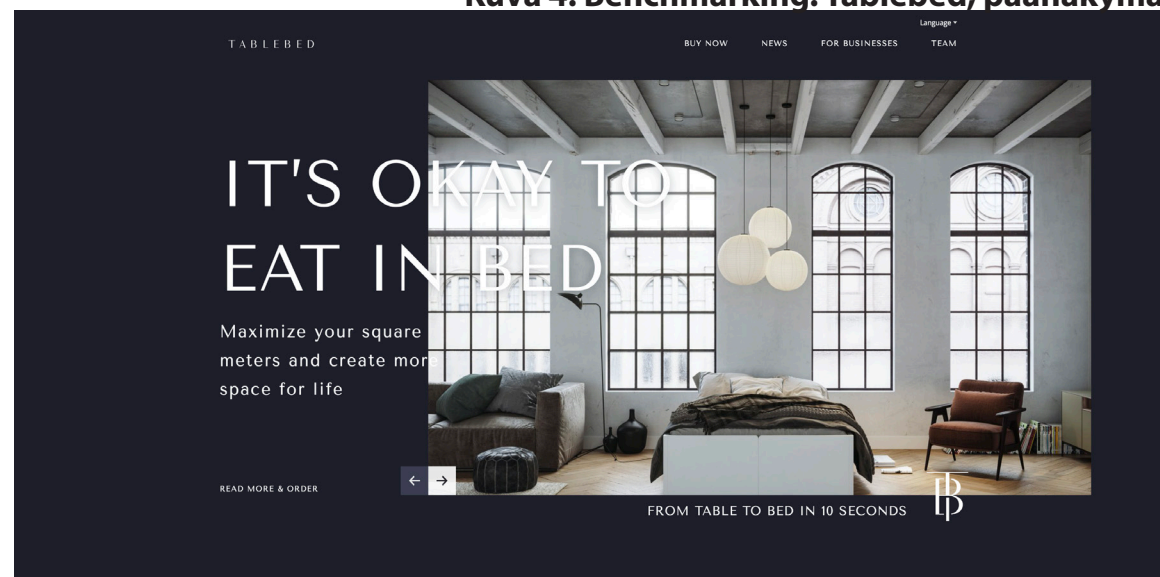 Kuva 4. Benchmarking: Tablebed, päänäkymä
Language
TABLEBED
BUY NOW
NEWS
FOR BUSINESSES
TEAM
IT'S OKAY TO
EAT IN BED
Maximize your square
meters and create more
space for life
READ MORE & ORDER
FROM TABLE TO BED IN 10 SECONDS